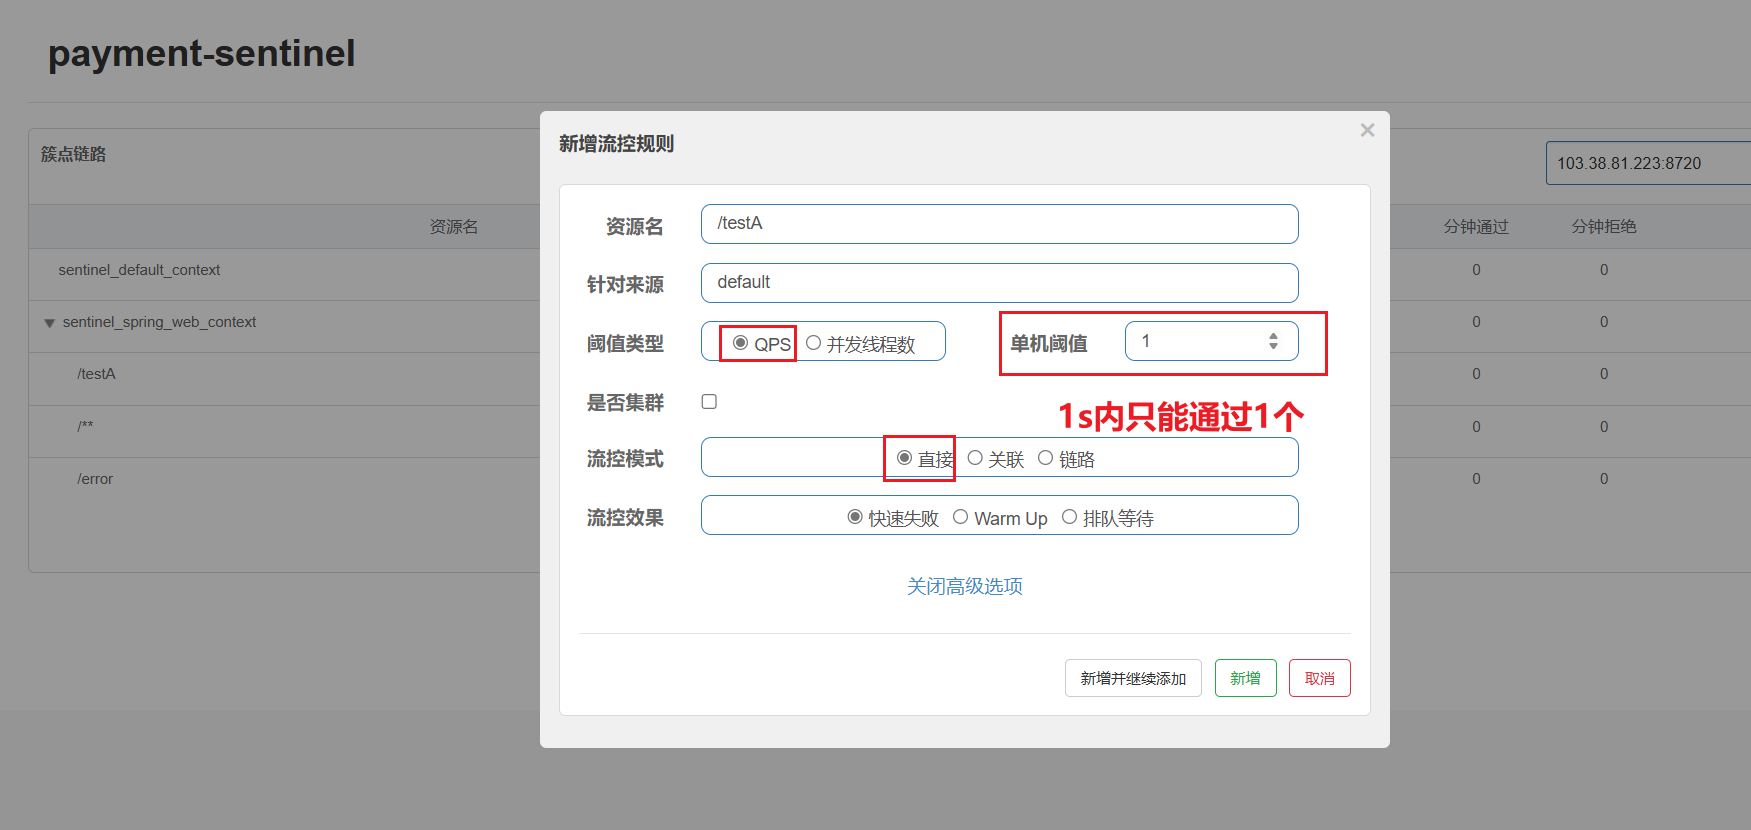 payment-sentinel
簇点链路
103.38.81.223:8720
资源名
分钟通过 分钟拒绝
sentinel_default_context
0 0
sentinel_spring_web_context
0 0
/testA
0 0
/**
0 0
/error
0 0
新增流控规则
×
资源名 /testA
针对来源 default
阈值类型 QPS 并发线程数 单机阈值 1
是否集群
1s内只能通过1个
流控模式 直接 关联 链路
流控效果 快速失败 Warm Up 排队等待
关闭高级选项
新增并继续添加 新增 取消